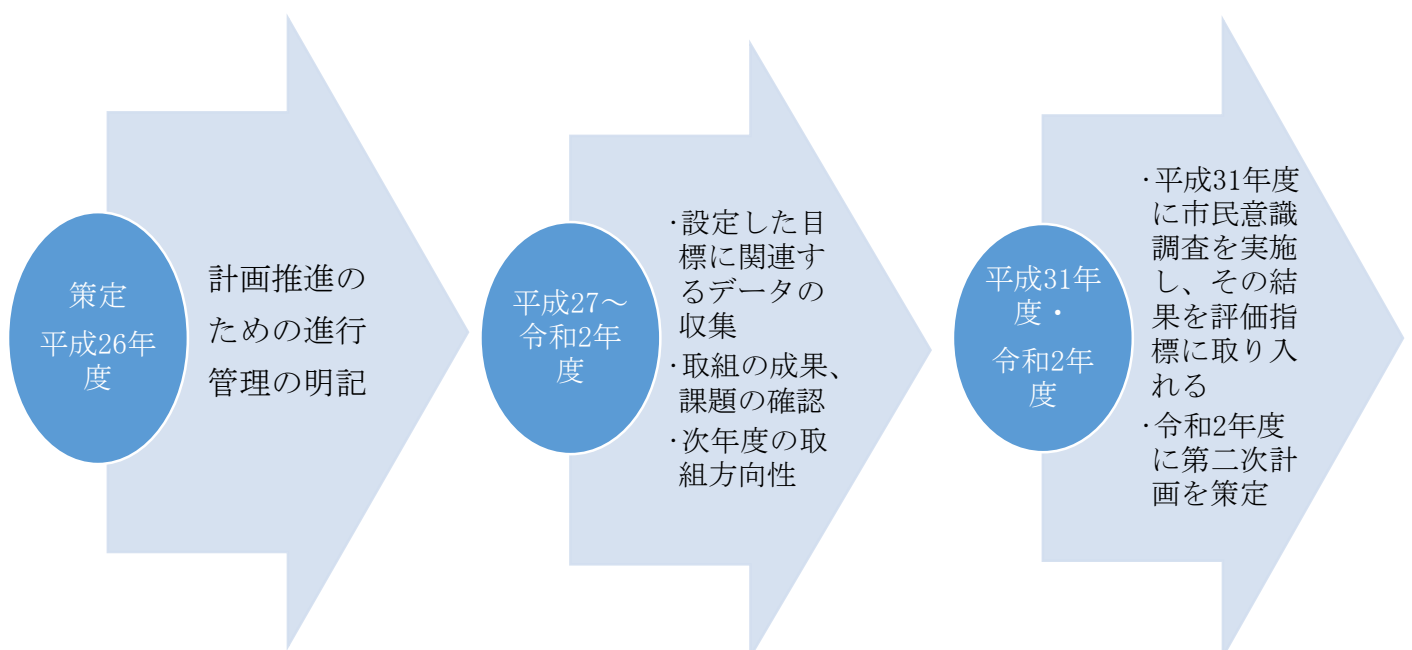 策定
平成26年
度
計画推進の
ための進行
管理の明記
平成27～
令和2年
度
・設定した目
標に関連す
るデータの
収集
・取組の成果、
課題の確認
・次年度の取
組方向性
平成31年
度・
令和2年
度
・平成31年度
に市民意識
調査を実施
し、その結
果を評価指
標に取り入
れる
・令和2年度
に第二次計
画を策定